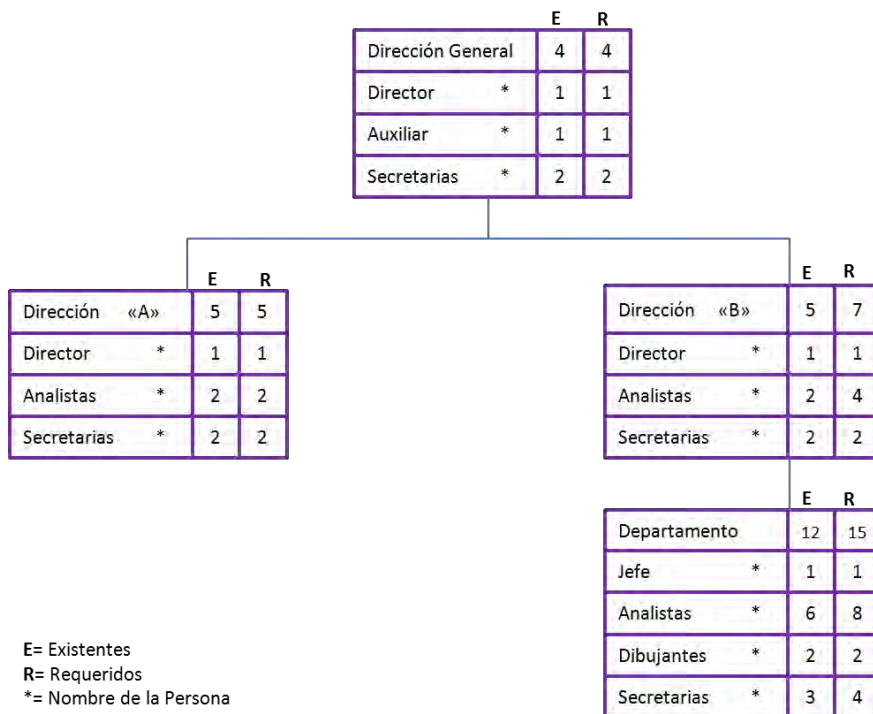 E R
Dirección General 4 4
Director * 1 1
Auxiliar * 1 1
Secretarias * 2 2
E R
Dirección «A» 5 5
Director * 1 1
Analistas * 2 2
Secretarias * 2 2
E R
Dirección «B» 5 7
Director * 1 1
Analistas * 2 4
Secretarias * 2 2
E R
Departamento 12 15
Jefe * 1 1
Analistas * 6 8
Dibujantes * 2 2
Secretarias * 3 4
E= Existentes
R= Requeridos
*= Nombre de la Persona